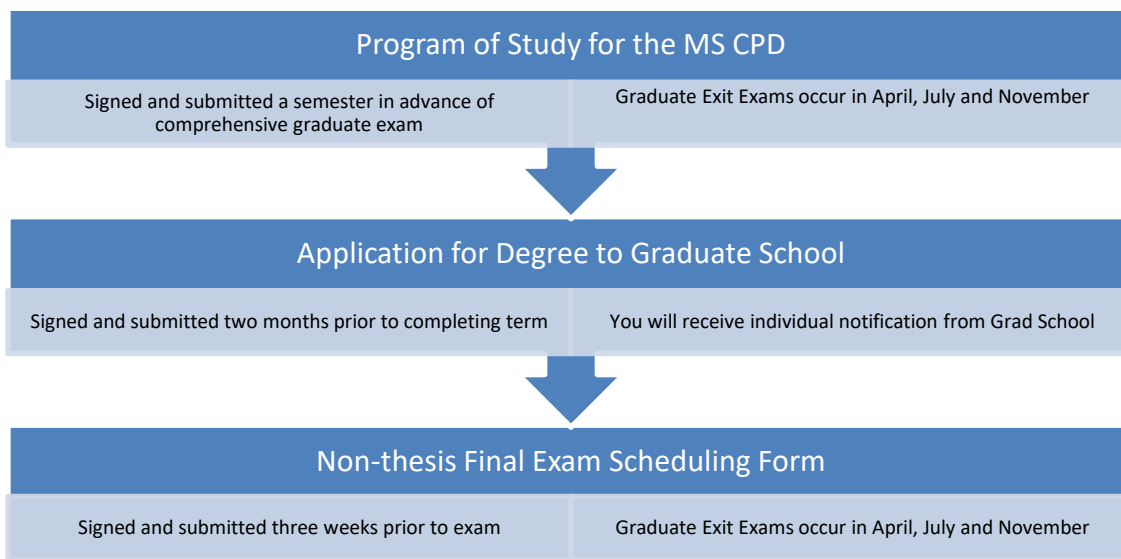 Program of Study for the MS CPD
Signed and submitted a semester in advance of
comprehensive graduate exam
Graduate Exit Exams occur in April, July and November
Application for Degree to Graduate School
Signed and submitted two months prior to completing term
You will receive individual notification from Grad School
Non-thesis Final Exam Scheduling Form
Signed and submitted three weeks prior to exam
Graduate Exit Exams occur in April, July and November